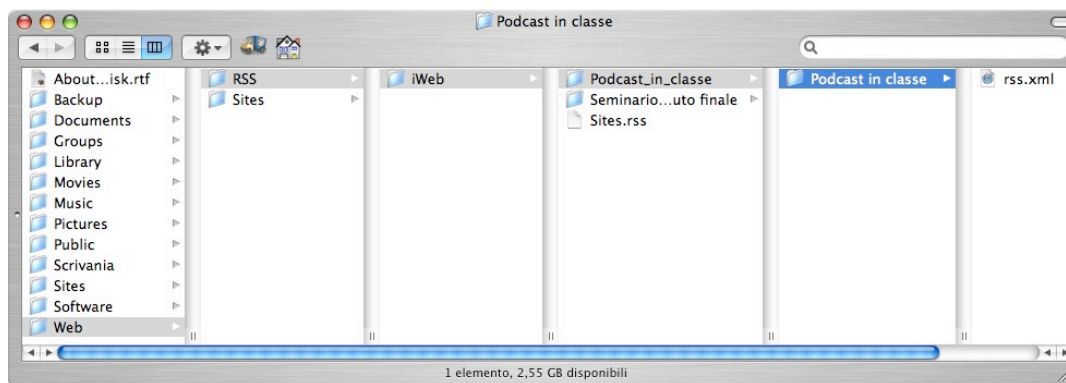 Podcast in classe
About...isk.rtf
Backup
Documents
Groups
Library
Movies
Music
Pictures
Public
Scrivania
Sites
Software
Web
RSS
Sites
iWeb
Podcast_in_classe
Seminario...uto finale
Sites.rss
Podcast in classe
rss.xml
1 elemento, 2,55 GB disponibili